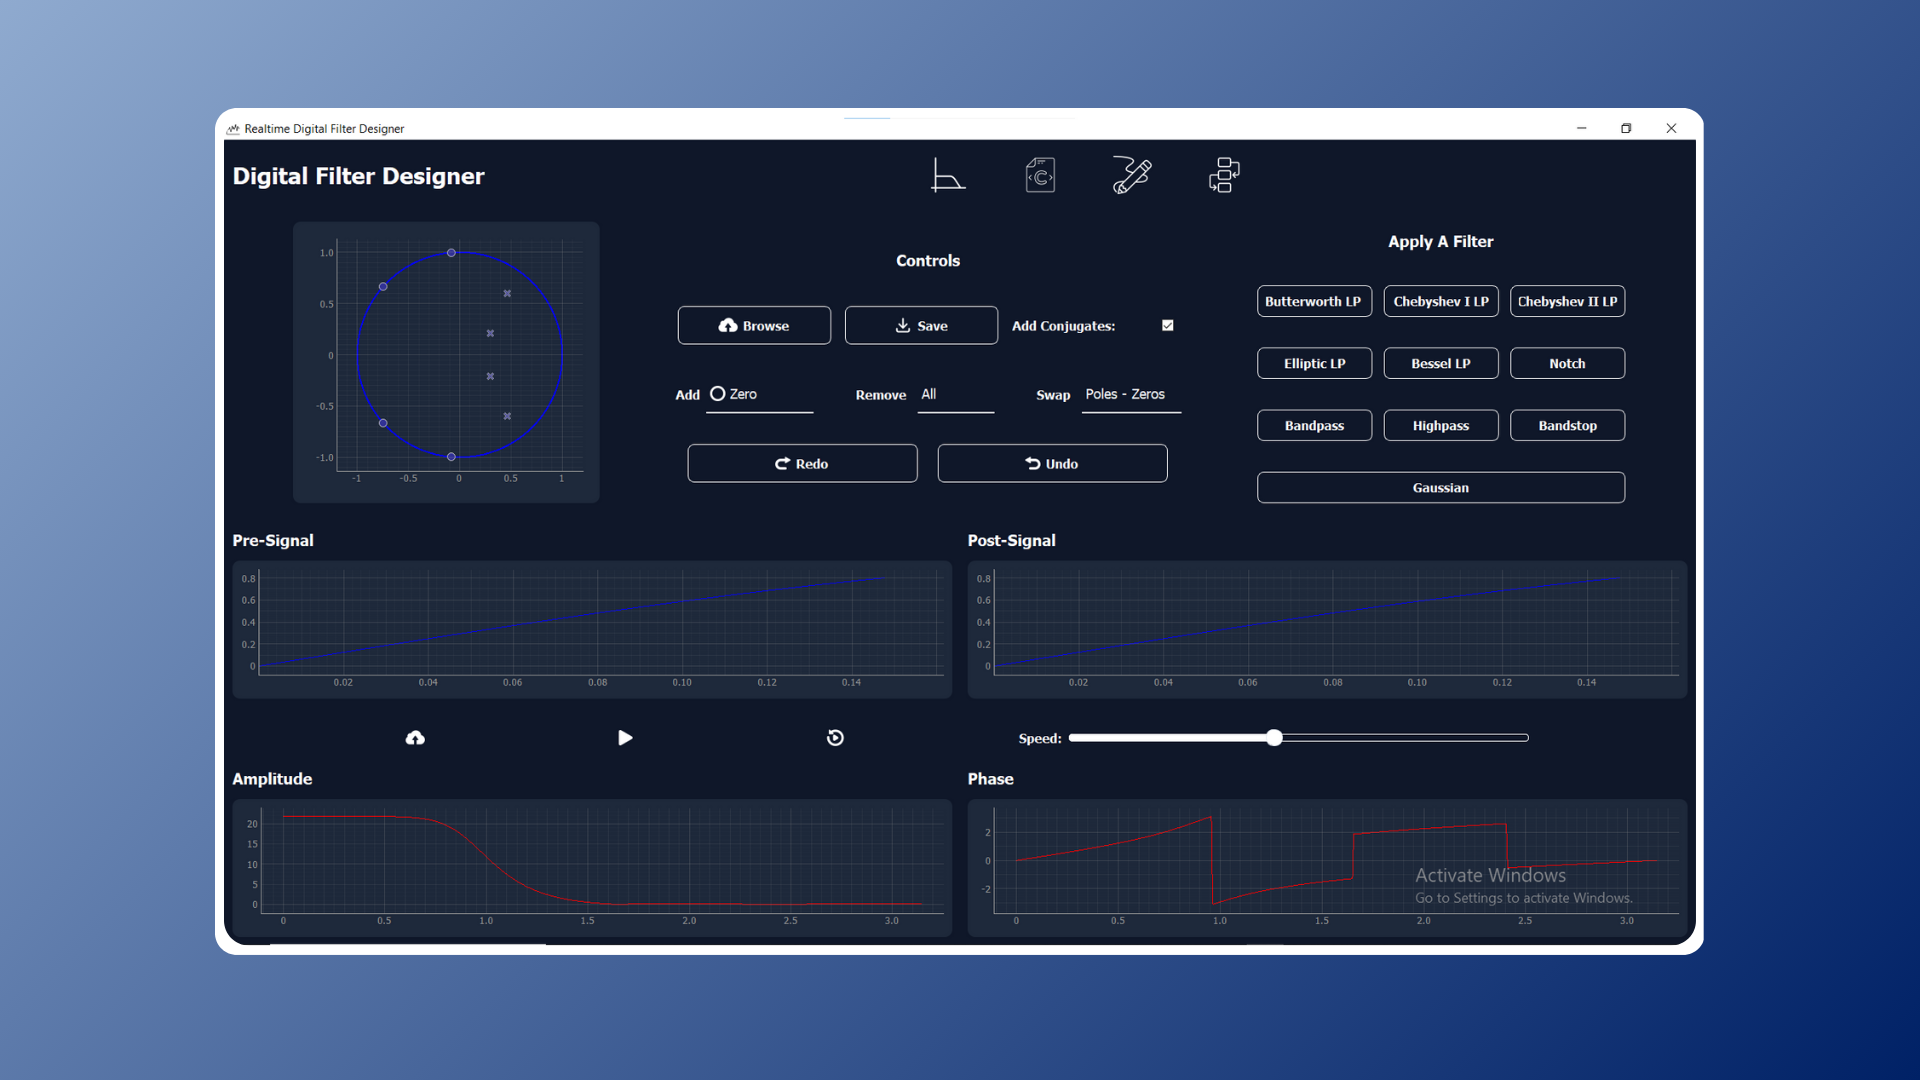 Realtime Digital Filter Designer
Digital Filter Designer
C
1.0
0.5
0
-0.5
-1.0
-1 -0.5 0 0.5 1
Controls
Browse Save Add Conjugates:
Add Zero Remove All Swap Poles - Zeros
Redo Undo
Apply A Filter
Butterworth LP Chebyshev I LP Chebyshev II LP
Elliptic LP Bessel LP Notch
Bandpass Highpass Bandstop
Gaussian
Pre-Signal
0.8
0.6
0.4
0.2
0
0.02 0.04 0.06 0.08 0.10 0.12 0.14
Post-Signal
0.8
0.6
0.4
0.2
0
0.02 0.04 0.06 0.08 0.10 0.12 0.14
Speed:
Amplitude
20
15
10
5
0
0 0.5 1.0 1.5 2.0 2.5 3.0
Phase
2
0
-2
0 0.5 1.0 1.5 2.0 2.5 3.0
Activate Windows
Go to Settings to activate Windows.